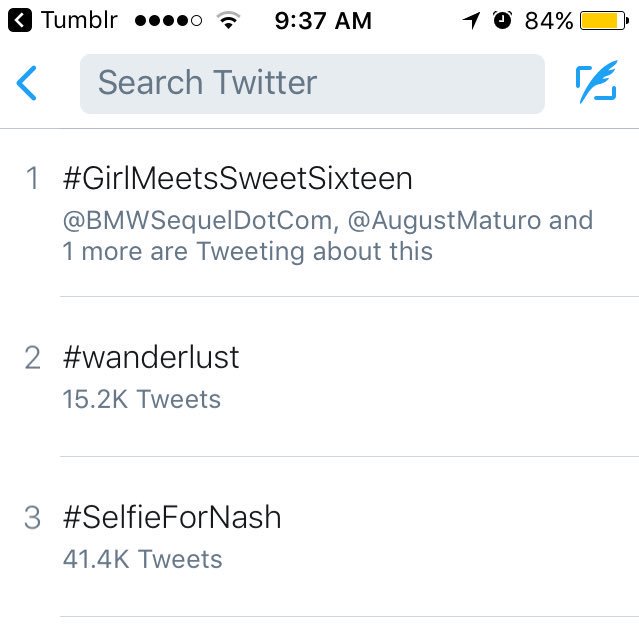 Tumblr 9:37 AM 84%
Search Twitter
1 #GirlMeetsSweetSixteen
@BMWSequelDotCom, @AugustMaturo and
1 more are Tweeting about this
2 #wanderlust
15.2K Tweets
3 #SelfieForNash
41.4K Tweets